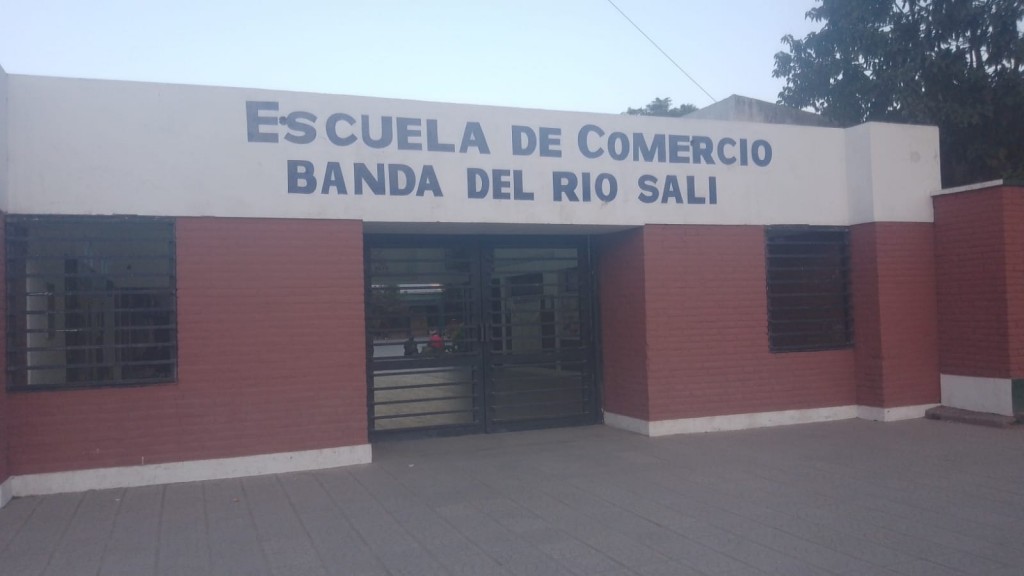 ESCUELA DE COMERCIO
BANDA DEL RIO SALI